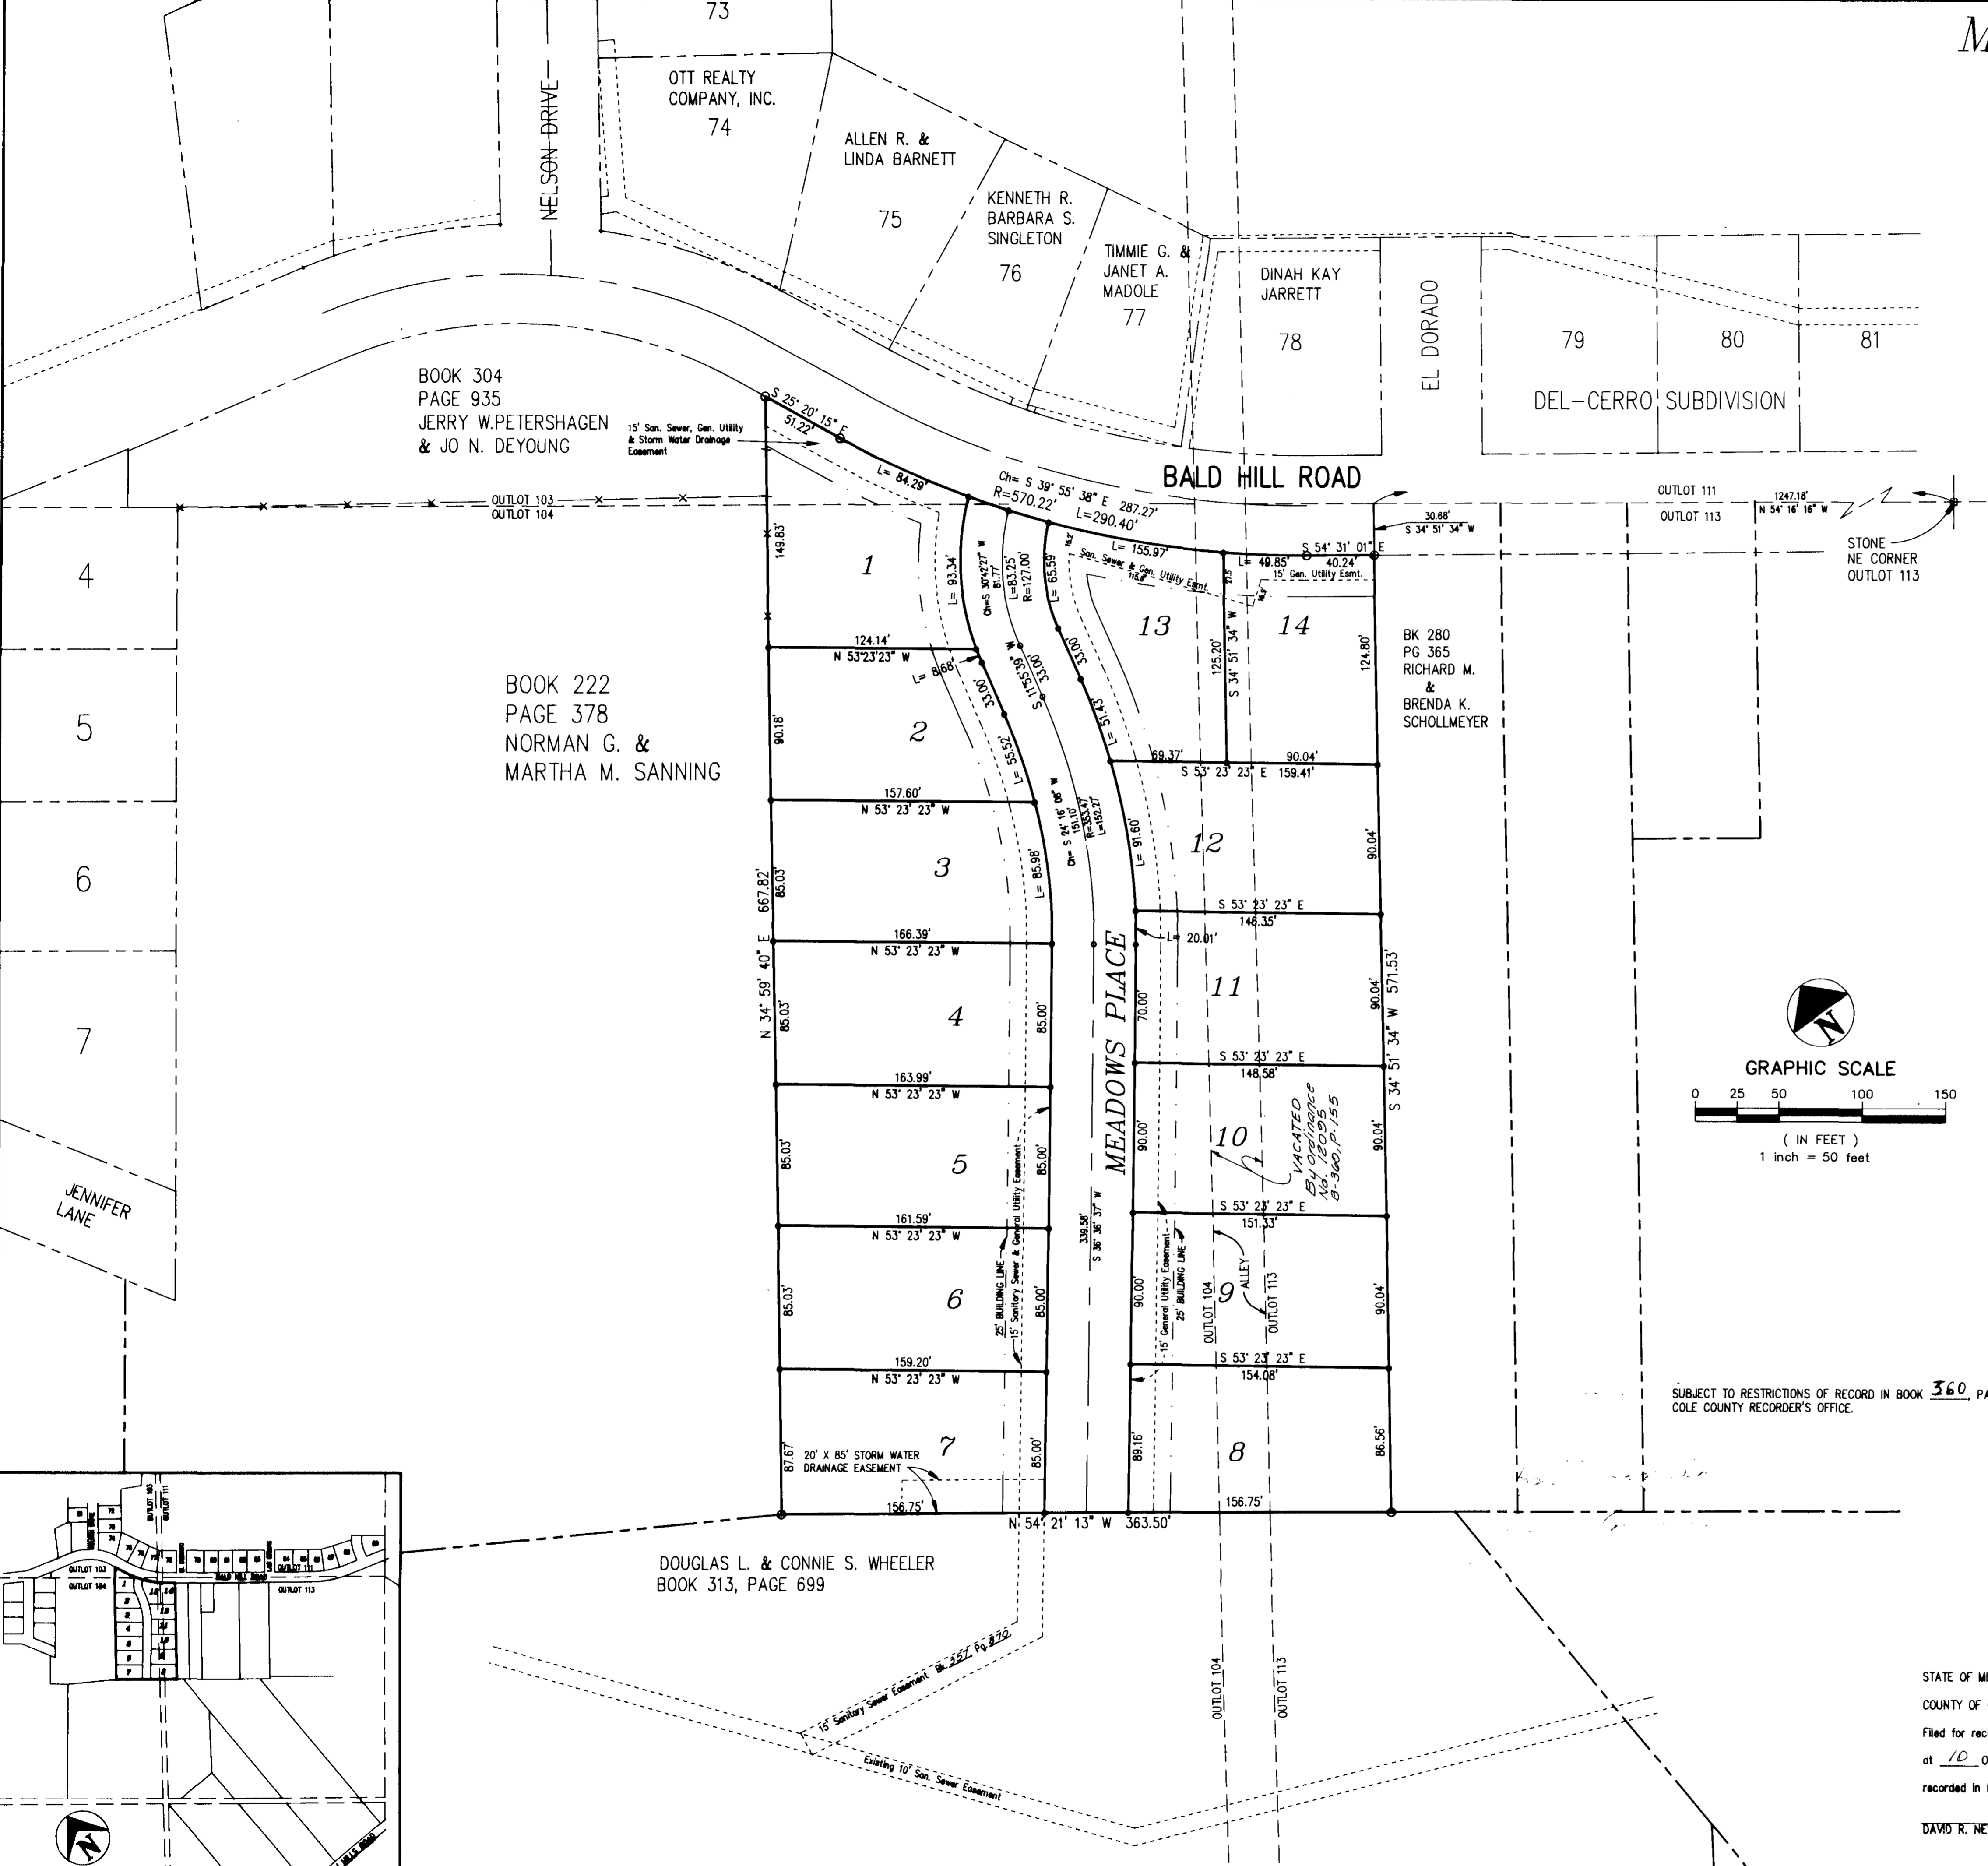 M
73
OTT REALTY
COMPANY, INC.
74
NELSON DRIVE
ALLEN R. &
LINDA BARNETT
75
KENNETH R.
BARBARA S.
SINGLETON
76
TIMMIE G. &
JANET A.
MADOLE
77
DINAH KAY
JARRETT
78
EL DORADO
79
80
81
DEL-CERRO SUBDIVISION
BOOK 304
PAGE 935
JERRY W.PETERSHAGEN
& JO N. DEYOUNG
15' San. Sewer, Gen. Utility
& Storm Water Drainage
Easement
S 25° 20' 15" E
51.22'
L= 84.29'
Ch= S 39° 55' 38" E 287.27'
R=570.22'
L=290.40'
BALD HILL ROAD
OUTLOT 103
OUTLOT 104
OUTLOT 111
OUTLOT 113
1247.18'
N 54° 16' 16" W
30.68'
S 34° 51' 34" W
STONE
NE CORNER
OUTLOT 113
L= 155.97'
S 54° 31' 01" E
L= 49.85'
40.24'
San. Sewer & Gen. Utility Esmt.
15' Gen. Utility Esmt.
149.83'
1
L= 93.34'
Ch=S 30°42'27" W
81.77'
L=83.25'
R=127.00'
L= 65.59'
13
14
125.20'
S 34° 51' 34" W
124.80'
BK 280
PG 365
RICHARD M.
&
BRENDA K.
SCHOLLMEYER
4
5
6
7
JENNIFER
LANE
BOOK 222
PAGE 378
NORMAN G. &
MARTHA M. SANNING
124.14'
N 53°23'23" W
L= 8.68'
33.00'
S 11°55'39" W
33.00'
33.00'
90.18'
2
L= 55.52'
L= 51.43'
69.37'
90.04'
S 53° 23' 23" E 159.41'
157.60'
N 53° 23' 23" W
Ch= S 24° 16' 08" W
151.10'
R=353.47'
L=152.27'
L= 91.60'
12
90.04'
N 34° 59' 40" E 667.82'
85.03'
3
L= 85.98'
S 53° 23' 23" E
146.35'
L= 20.01'
166.39'
N 53° 23' 23" W
MEADOWS PLACE
70.00'
11
90.04'
S 34° 51' 34" W 571.53'
85.03'
4
85.00'
S 53° 23' 23" E
148.58'
163.99'
N 53° 23' 23" W
85.03'
5
85.00'
90.00'
10
VACATED
By Ordinance
No. 12095
B-360, P-155
90.04'
S 53° 23' 23" E
151.33'
161.59'
N 53° 23' 23" W
25' BUILDING LINE
15' Sanitary Sewer & General Utility Easement
339.58'
S 36° 36' 37" W
15' General Utility Easement
25' BUILDING LINE
OUTLOT 104
ALLEY
OUTLOT 113
85.03'
6
85.00'
90.00'
9
90.04'
159.20'
N 53° 23' 23" W
S 53° 23' 23" E
154.08'
87.67'
7
20' X 85' STORM WATER
DRAINAGE EASEMENT
85.00'
89.16'
8
86.56'
156.75'
N 54° 21' 13" W 363.50'
156.75'
GRAPHIC SCALE
N
0 25 50 100 150
( IN FEET )
1 inch = 50 feet
SUBJECT TO RESTRICTIONS OF RECORD IN BOOK 360, PA
COLE COUNTY RECORDER'S OFFICE.
DOUGLAS L. & CONNIE S. WHEELER
BOOK 313, PAGE 699
15' Sanitary Sewer Easement Bk. 257, Pg. 870
Existing 10' San. Sewer Easement
OUTLOT 104
OUTLOT 113
OUTLOT 103
OUTLOT 111
OUTLOT 103
OUTLOT 104
OUTLOT 111
BALD HILL ROAD
OUTLOT 113
N
STATE OF MI
COUNTY OF
Filed for rec
at 10 O
recorded in
DAVID R. NE